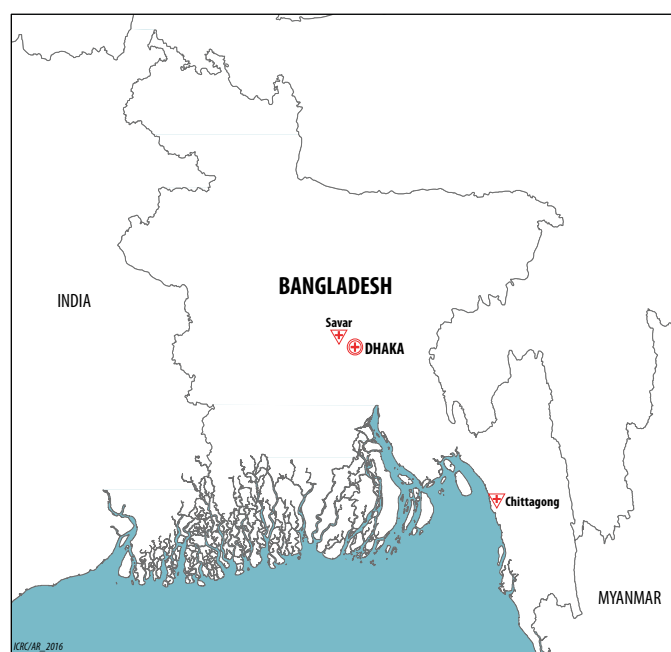 BANGLADESH
INDIA
Savar
DHAKA
Chittagong
MYANMAR
ICRC/AR_2016